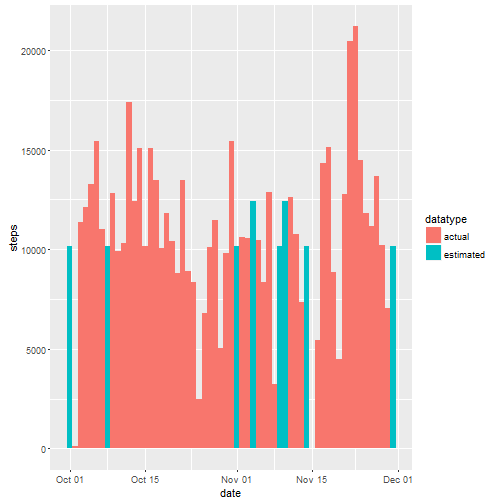 20000
15000
10000
5000
0
steps
Oct 01
Oct 15
Nov 01
Nov 15
Dec 01
date
datatype
actual
estimated